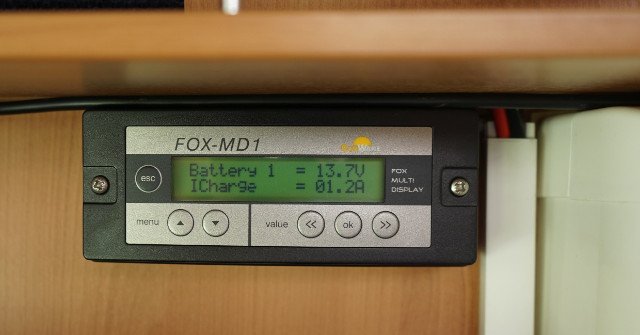 FOX-MD1
esc
Battery 1 = 13.7V
ICharge = 01.2A
FOX
MULTI
DISPLAY
menu
value
<<
ok
>>